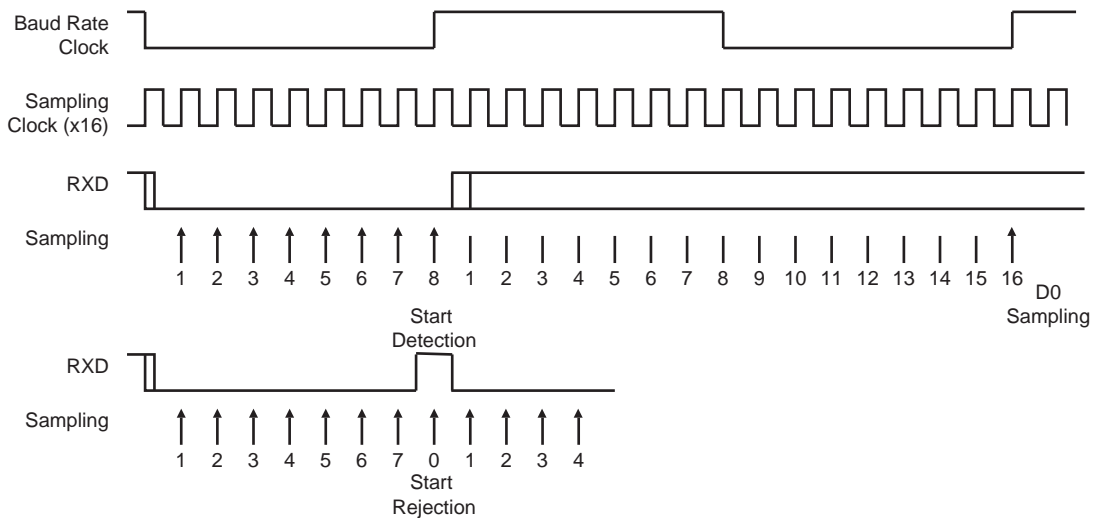 Baud Rate
Clock
Sampling
Clock (x16)
RXD
Sampling
1 2 3 4 5 6 7 8 1 2 3 4 5 6 7 8 9 10 11 12 13 14 15 16
D0
Sampling
Start
Detection
RXD
Sampling
1 2 3 4 5 6 7 0 1 2 3 4
Start
Rejection